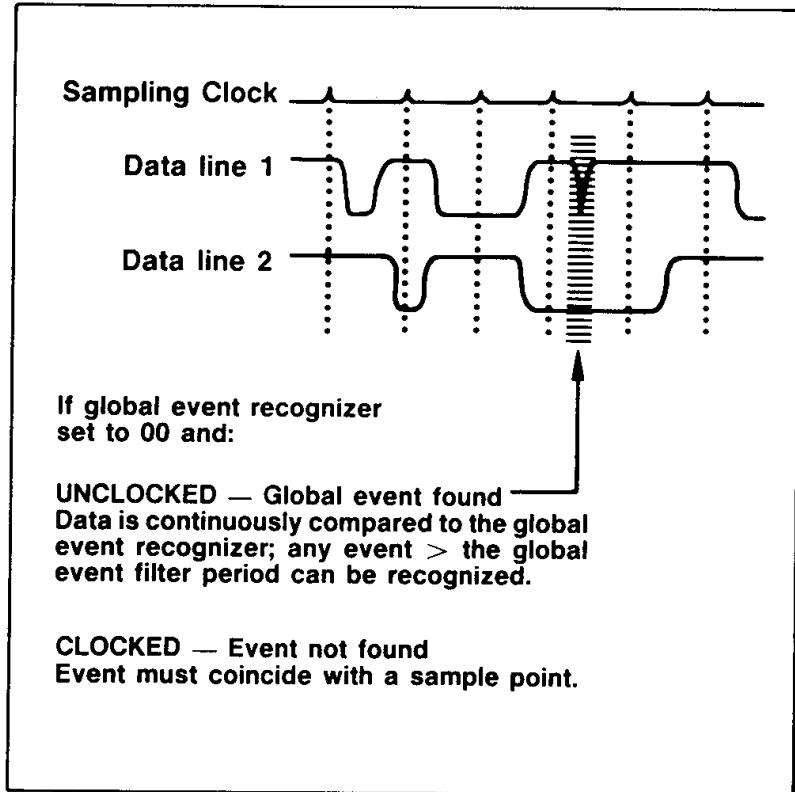 Sampling Clock
Data line 1
Data line 2
If global event recognizer
set to 00 and:
UNCLOCKED — Global event found
Data is continuously compared to the global
event recognizer; any event > the global
event filter period can be recognized.
CLOCKED — Event not found
Event must coincide with a sample point.